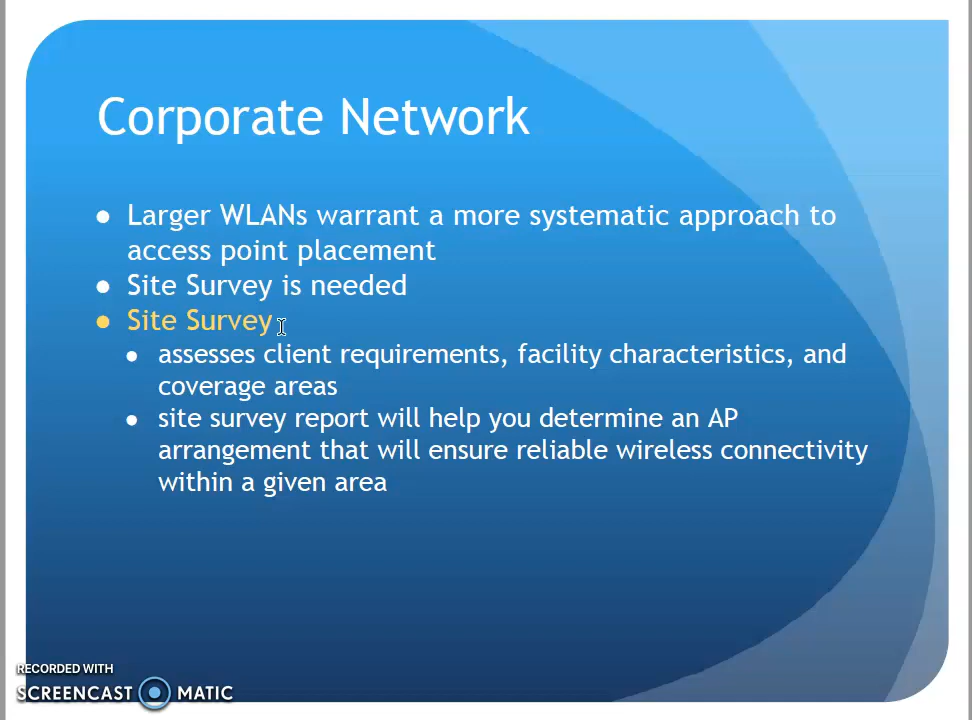 Corporate Network
● Larger WLANs warrant a more systematic approach to
access point placement
● Site Survey is needed
● Site Survey
● assesses client requirements, facility characteristics, and
coverage areas
● site survey report will help you determine an AP
arrangement that will ensure reliable wireless connectivity
within a given area
RECORDED WITH
SCREENCAST MATIC